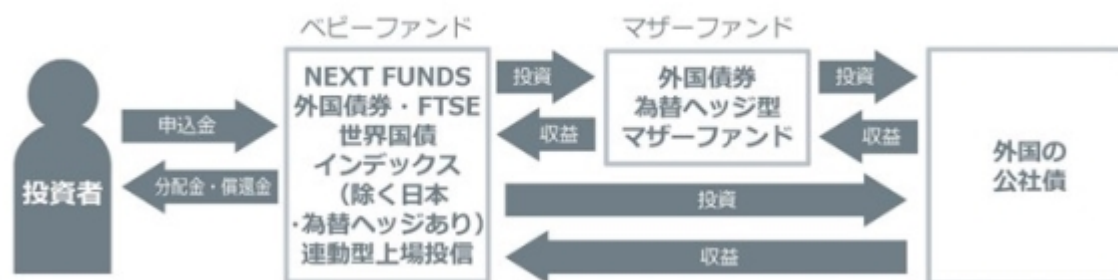 ベビーファンド
マザーファンド
投資者
申込金
分配金・償還金
NEXT FUNDS
外国債券・FTSE
世界国債
インデックス
（除く日本
・為替ヘッジあり）
連動型上場投信
投資
収益
外国債券
為替ヘッジ型
マザーファンド
投資
収益
投資
収益
外国の
公社債